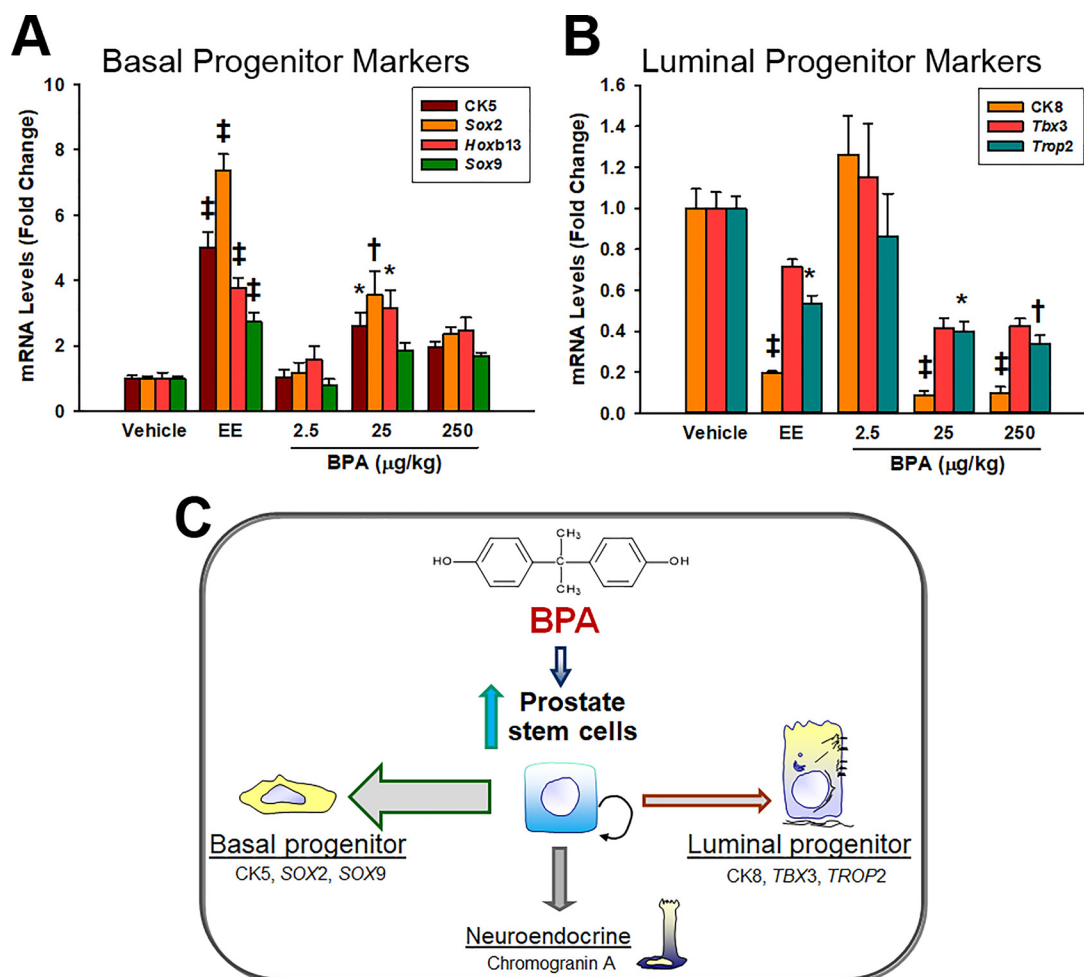 A
Basal Progenitor Markers
mRNA Levels (Fold Change)
10
8
6
4
2
0
CK5
Sox2
Hoxb13
Sox9
‡
‡
‡
‡
*
†
*
Vehicle
EE
2.5
25
250
BPA (µg/kg)
B
Luminal Progenitor Markers
mRNA Levels (Fold Change)
1.6
1.4
1.2
1.0
0.8
0.6
0.4
0.2
0.0
CK8
Tbx3
Trop2
‡
*
‡
*
‡
†
Vehicle
EE
2.5
25
250
BPA (µg/kg)
C
CH3
HO
C
OH
CH3
BPA
Prostate
stem cells
Basal progenitor
CK5, SOX2, SOX9
Luminal progenitor
CK8, TBX3, TROP2
Neuroendocrine
Chromogranin A